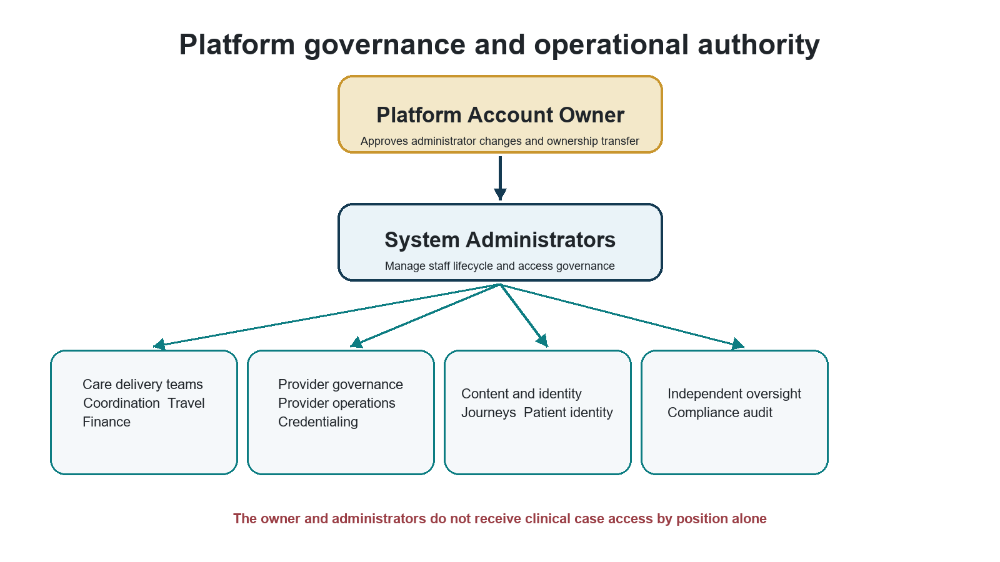 Platform governance and operational authority
Platform Account Owner
Approves administrator changes and ownership transfer
System Administrators
Manage staff lifecycle and access governance
Care delivery teams
Coordination  Travel
Finance
Provider governance
Provider operations
Credentialing
Content and identity
Journeys  Patient identity
Independent oversight
Compliance audit
The owner and administrators do not receive clinical case access by position alone